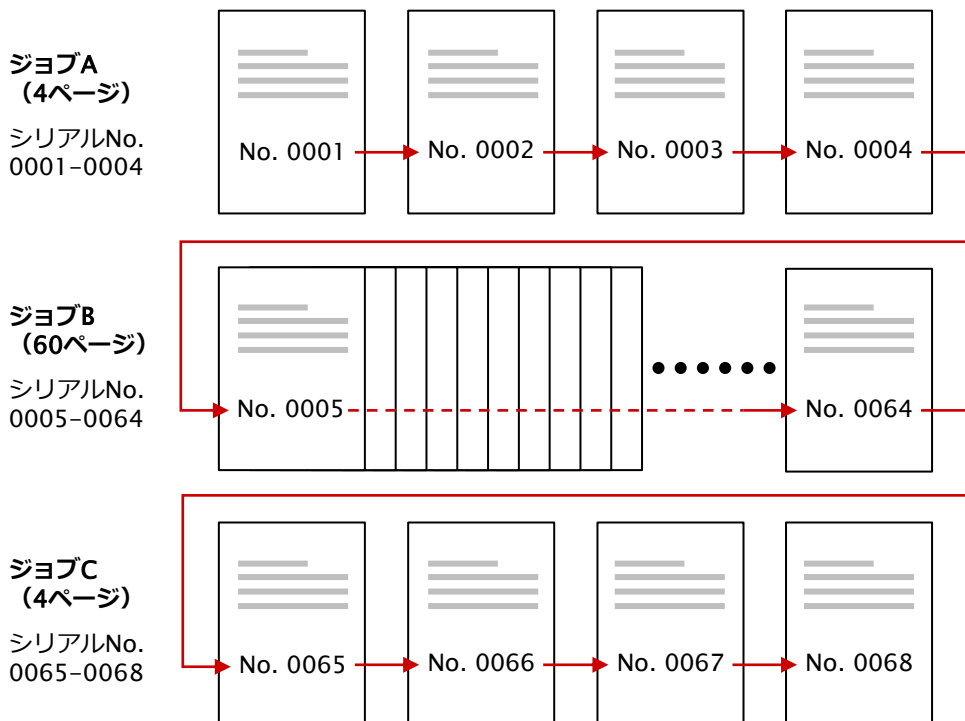 ジョブA
（4ページ）
シリアルNo.
0001–0004
No. 0001
No. 0002
No. 0003
No. 0004
ジョブB
（60ページ）
シリアルNo.
0005–0064
No. 0005
No. 0064
ジョブC
（4ページ）
シリアルNo.
0065–0068
No. 0065
No. 0066
No. 0067
No. 0068